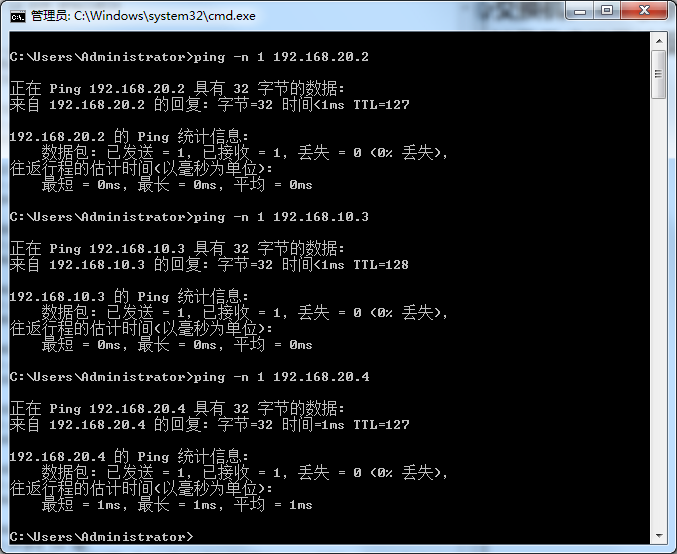 管理员: C:\Windows\system32\cmd.exe
C:\Users\Administrator>ping -n 1 192.168.20.2
正在 Ping 192.168.20.2 具有 32 字节的数据:
来自 192.168.20.2 的回复: 字节=32 时间<1ms TTL=127
192.168.20.2 的 Ping 统计信息:
数据包: 已发送 = 1, 已接收 = 1, 丢失 = 0 (0% 丢失),
往返行程的估计时间(以毫秒为单位):
最短 = 0ms, 最长 = 0ms, 平均 = 0ms
C:\Users\Administrator>ping -n 1 192.168.10.3
正在 Ping 192.168.10.3 具有 32 字节的数据:
来自 192.168.10.3 的回复: 字节=32 时间<1ms TTL=128
192.168.10.3 的 Ping 统计信息:
数据包: 已发送 = 1, 已接收 = 1, 丢失 = 0 (0% 丢失),
往返行程的估计时间(以毫秒为单位):
最短 = 0ms, 最长 = 0ms, 平均 = 0ms
C:\Users\Administrator>ping -n 1 192.168.20.4
正在 Ping 192.168.20.4 具有 32 字节的数据:
来自 192.168.20.4 的回复: 字节=32 时间=1ms TTL=127
192.168.20.4 的 Ping 统计信息:
数据包: 已发送 = 1, 已接收 = 1, 丢失 = 0 (0% 丢失),
往返行程的估计时间(以毫秒为单位):
最短 = 1ms, 最长 = 1ms, 平均 = 1ms
C:\Users\Administrator>